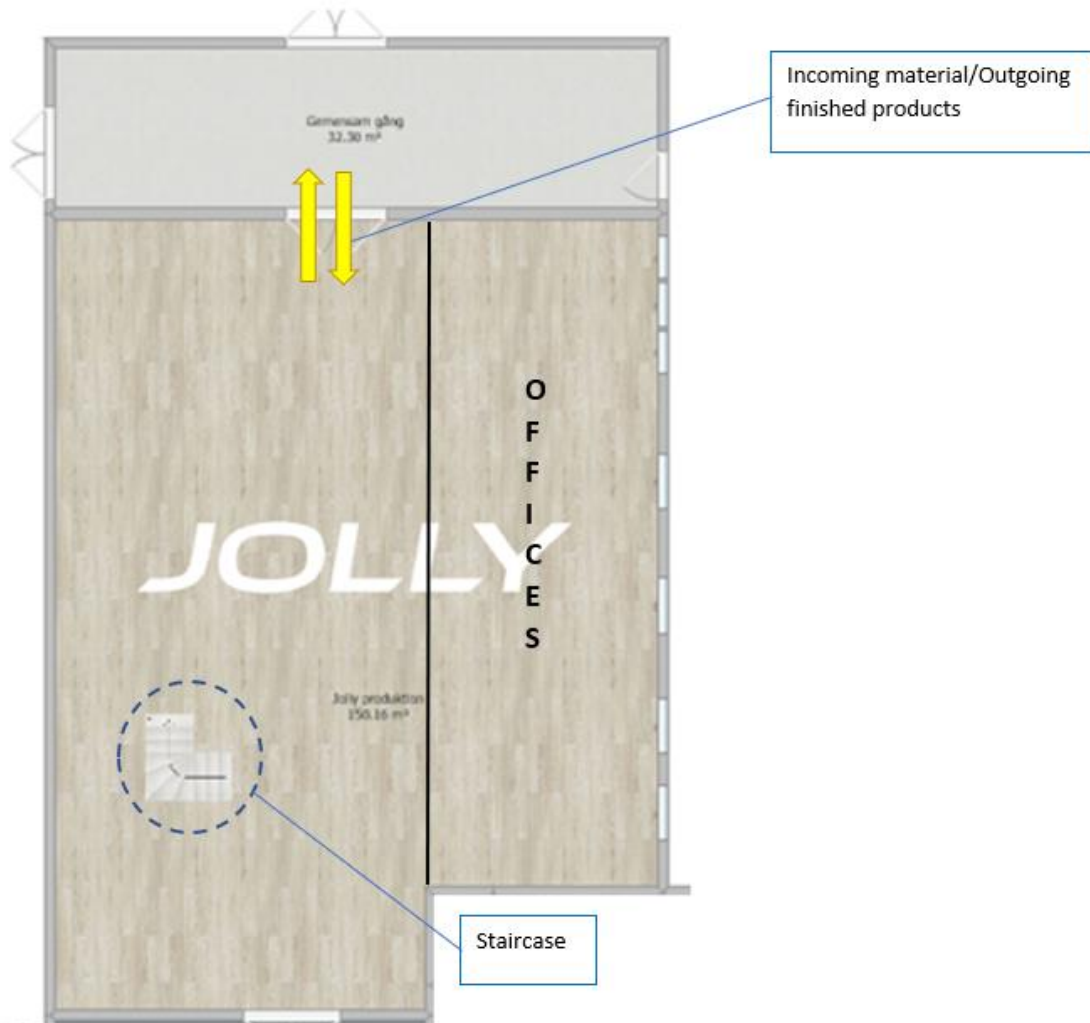 Incoming material/Outgoing
finished products
Gemensam gång
32.30 m²
O
F
F
I
C
E
S
JOLLY
Jolly produktion
150.16 m²
Staircase